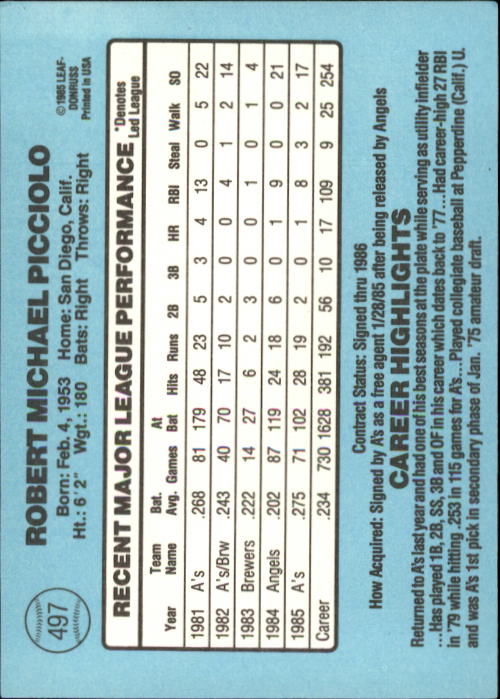 497
ROBERT MICHAEL PICCIOLO
©1985 LEAF-
DONRUSS
Printed in USA
Born: Feb. 4, 1953 Home: San Diego, Calif.
Ht.: 6'2" Wgt.: 180 Bats: Right Throws: Right
RECENT MAJOR LEAGUE PERFORMANCE *Denotes Led League
Year Team Name Bat. Avg. Games At Bat Hits Runs 2B 3B HR RBI Steal Walk SO
1981 A's .268 81 179 48 23 5 3 4 13 0 5 22
1982 A's/Brw .243 40 70 17 10 2 0 0 4 1 2 14
1983 Brewers .222 14 27 6 2 3 0 0 1 0 1 4
1984 Angels .202 87 119 24 18 6 0 1 9 0 0 21
1985 A's .275 71 102 28 19 2 0 1 8 3 2 17
Career .234 730 1628 381 192 56 10 17 109 9 25 254
Contract Status: Signed thru 1986
How Acquired: Signed by A's as a free agent 1/28/85 after being released by Angels
CAREER HIGHLIGHTS
Returned to A's last year and had one of his best seasons at the plate while serving as utility infielder
...Has played 1B, 2B, SS, 3B and OF in his career which dates back to '77...Had career-high 27 RBI
in '79 while hitting .253 in 115 games for A's...Played collegiate baseball at Pepperdine (Calif.) U.
and was A's 1st pick in secondary phase of Jan. '75 amateur draft.